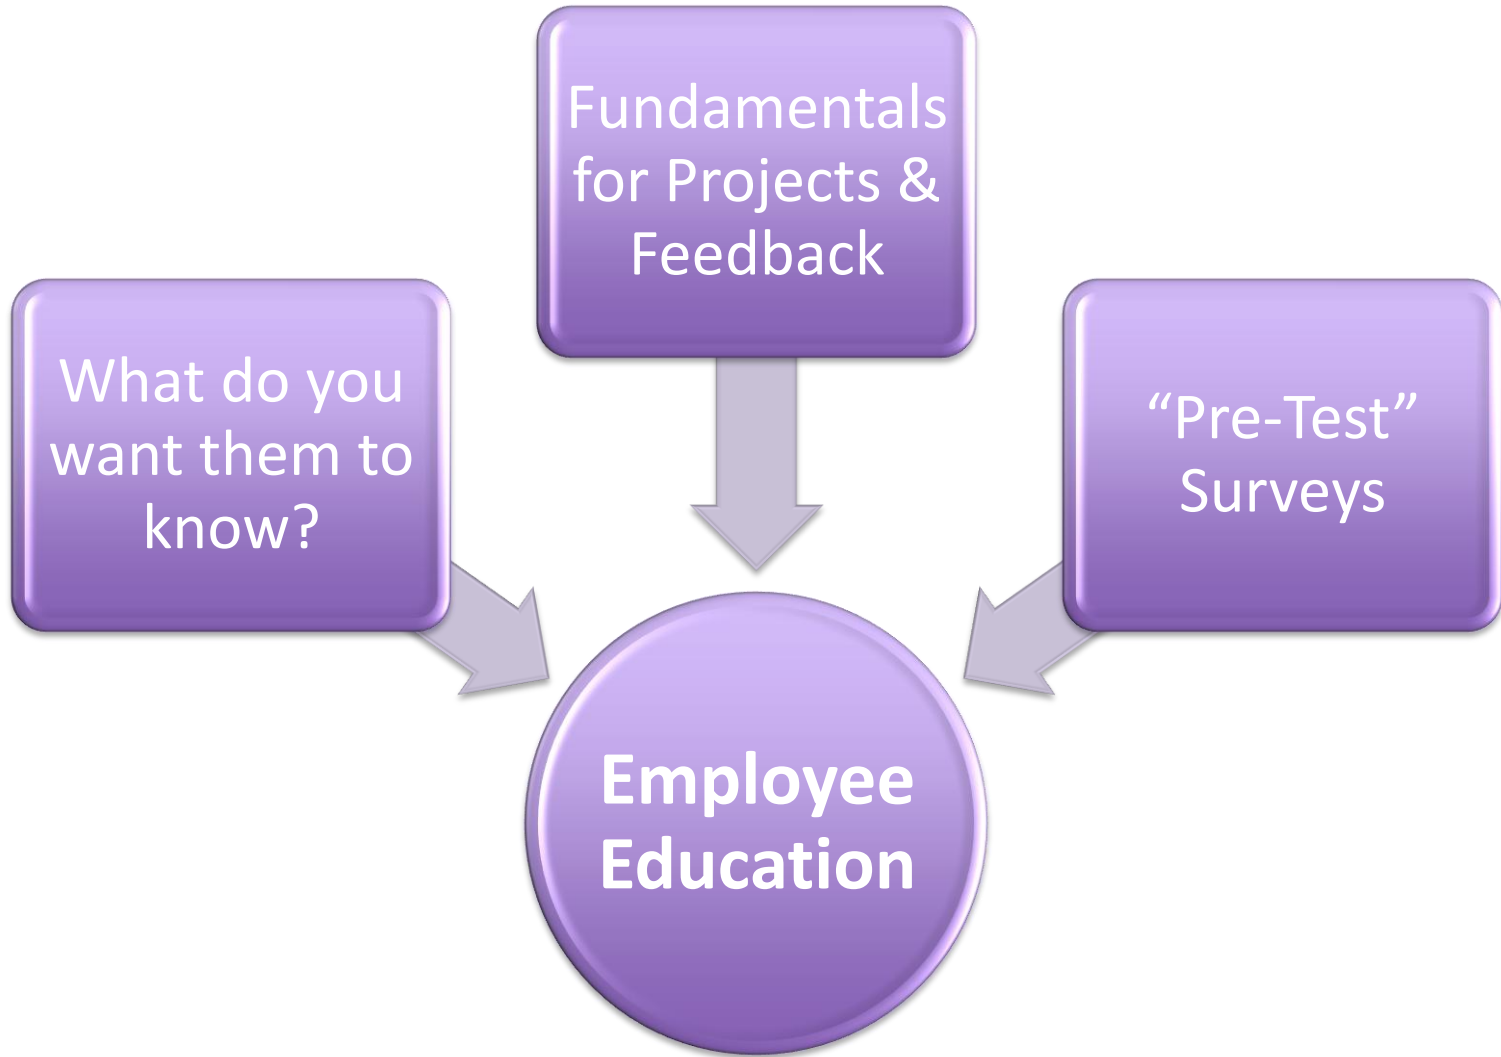 Fundamentals
for Projects &
Feedback
What do you
want them to
know?
“Pre-Test”
Surveys
Employee
Education